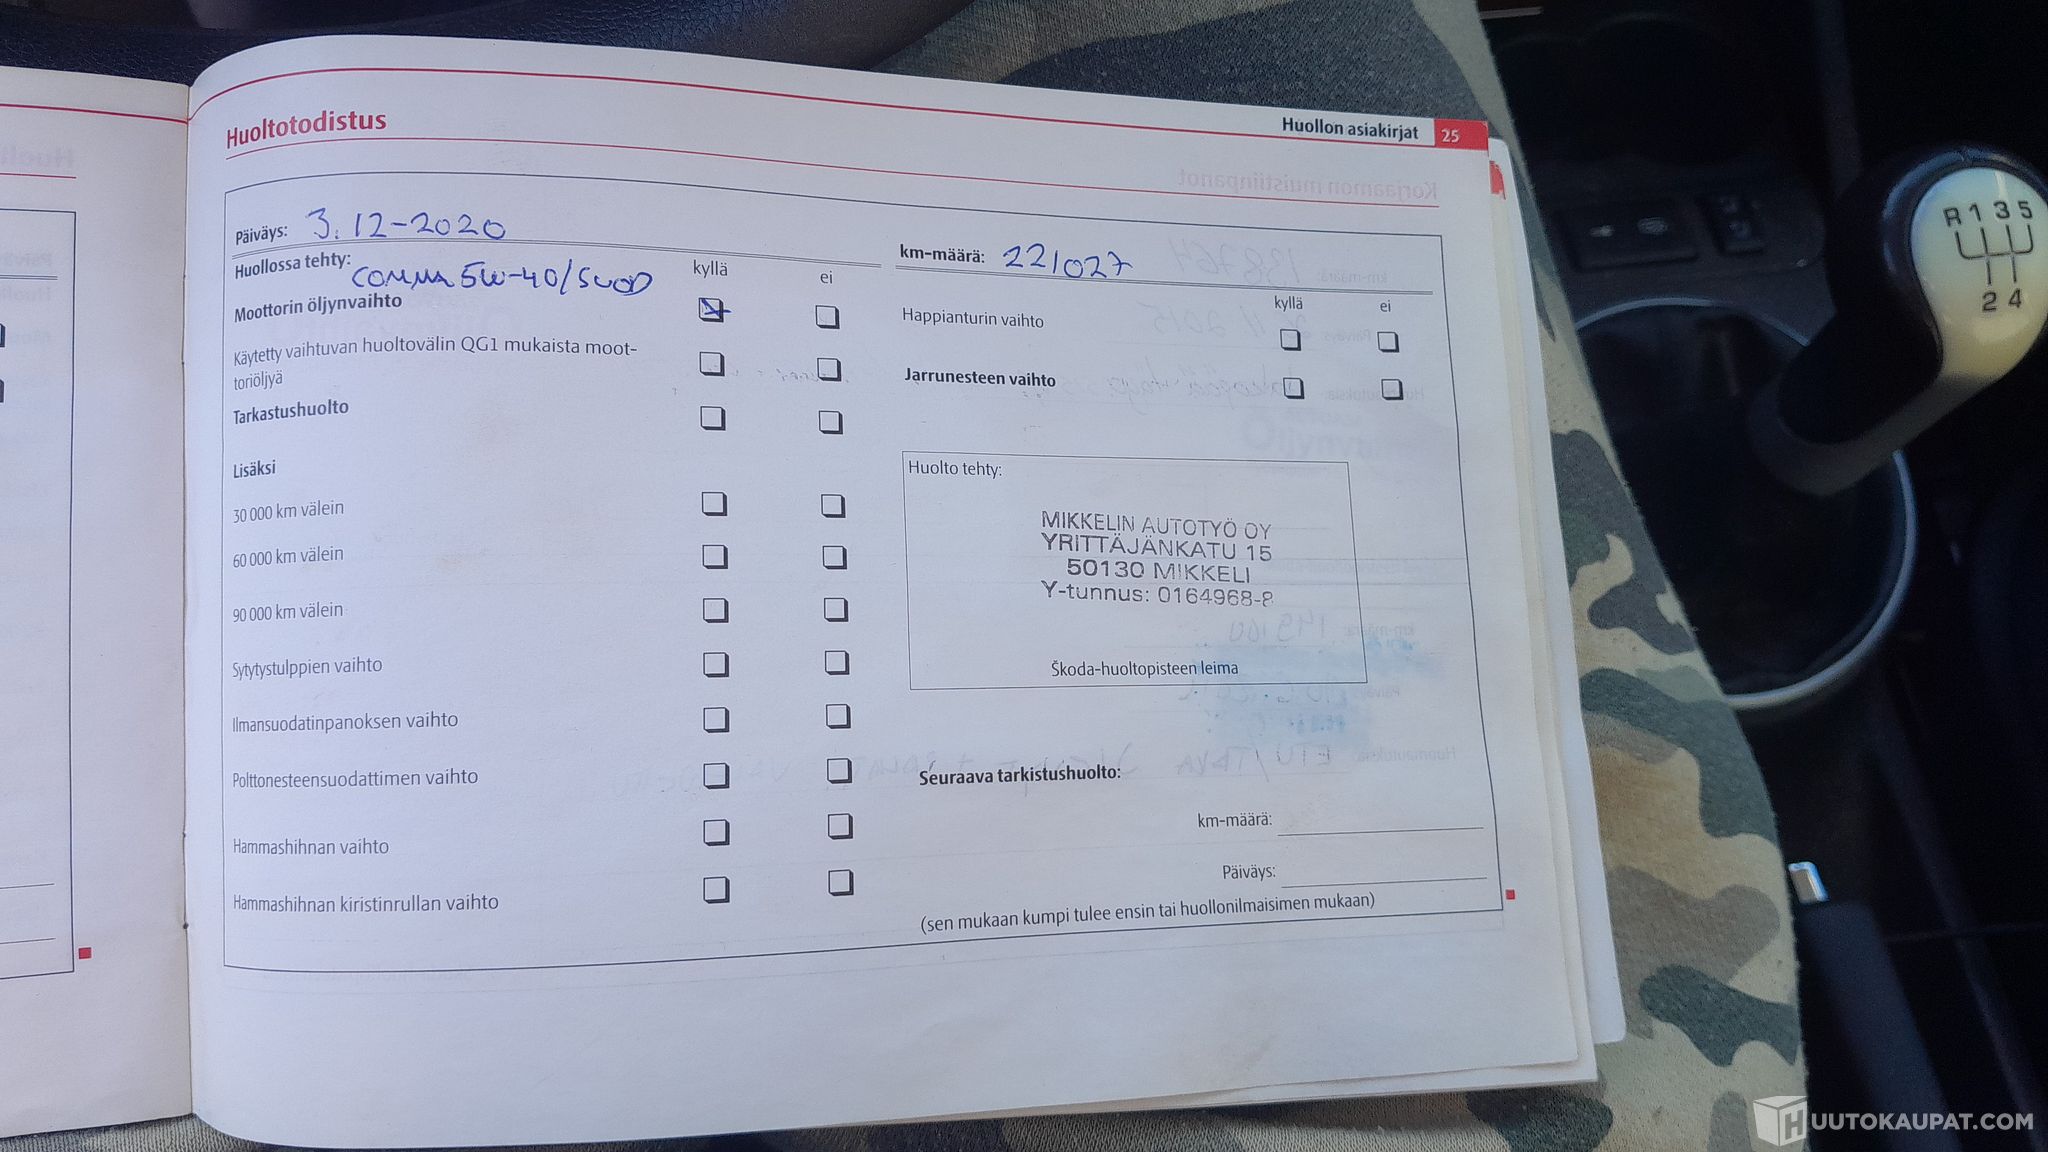 Huoltotodistus
Huollon asiakirjat 25
Päiväys: 3.12-2020
km-määrä: 221027
Huollossa tehty: COMMA 5W-40/SUOD
kyllä ei
Moottorin öljynvaihto
Käytetty vaihtuvan huoltovälin QG1 mukaista moot-
toriöljyä
Tarkastushuolto
Lisäksi
30 000 km välein
60 000 km välein
90 000 km välein
Sytytystulppien vaihto
Ilmansuodatinpanoksen vaihto
Polttonesteensuodattimen vaihto
Hammashihnan vaihto
Hammashihnan kiristinrullan vaihto
kyllä ei
Happianturin vaihto
Jarrunesteen vaihto
Huolto tehty:
MIKKELIN AUTOTYÖ OY
YRITTÄJÄNKATU 15
50130 MIKKELI
Y-tunnus: 0164968-8
Škoda-huoltopisteen leima
Seuraava tarkistushuolto:
km-määrä:
Päiväys:
(sen mukaan kumpi tulee ensin tai huollonilmaisimen mukaan)
R 1 3 5
2 4
HUUTOKAUPAT.COM